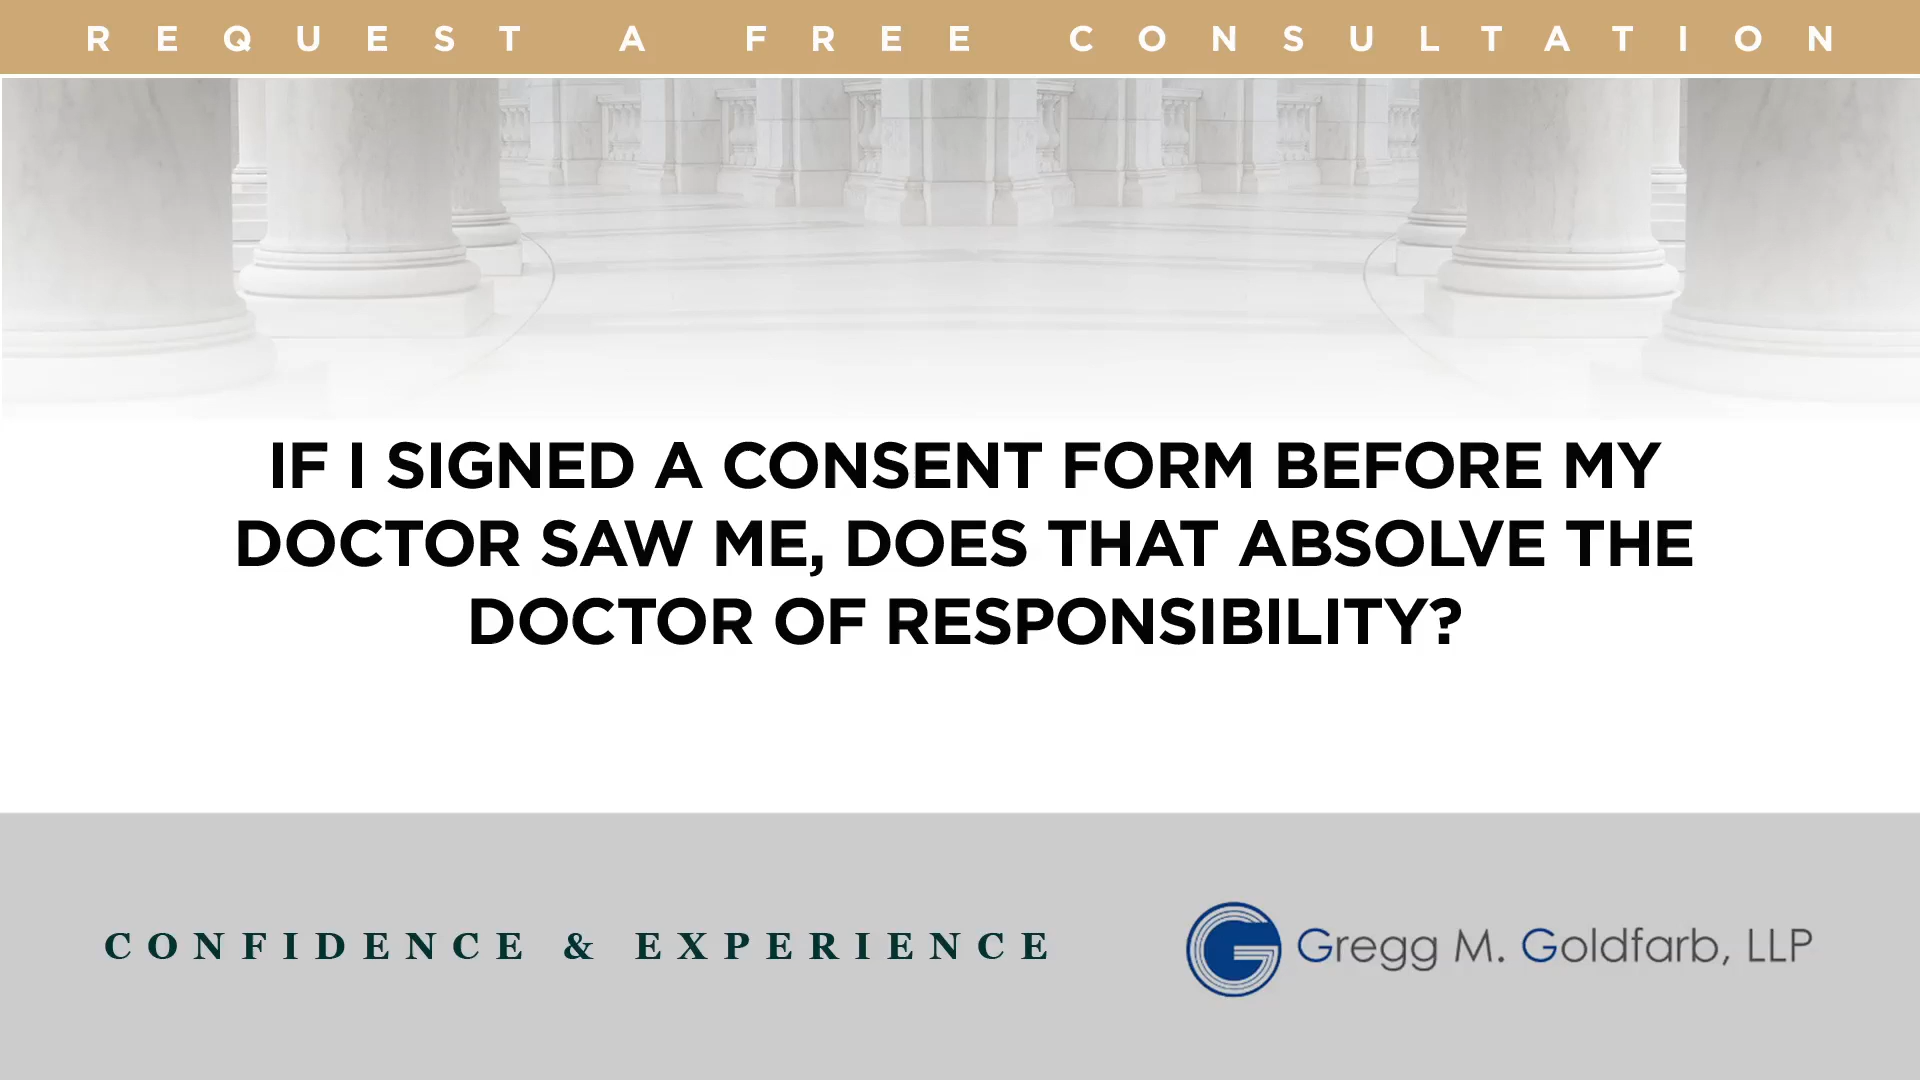 REQUEST A FREE CONSULTATION
IF I SIGNED A CONSENT FORM BEFORE MY
DOCTOR SAW ME, DOES THAT ABSOLVE THE
DOCTOR OF RESPONSIBILITY?
CONFIDENCE & EXPERIENCE
Gregg M. Goldfarb, LLP